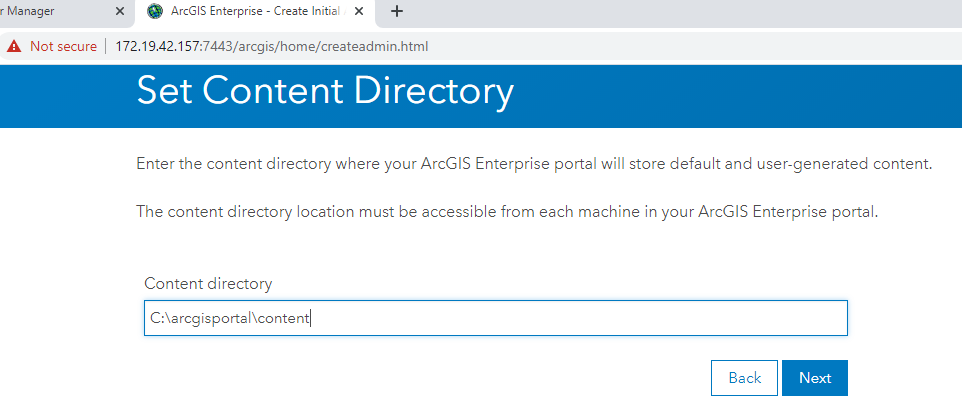 r Manager
ArcGIS Enterprise - Create Initial
Not secure
172.19.42.157:7443/arcgis/home/createadmin.html
Set Content Directory
Enter the content directory where your ArcGIS Enterprise portal will store default and user-generated content.
The content directory location must be accessible from each machine in your ArcGIS Enterprise portal.
Content directory
C:\arcgisportal\content
Back
Next